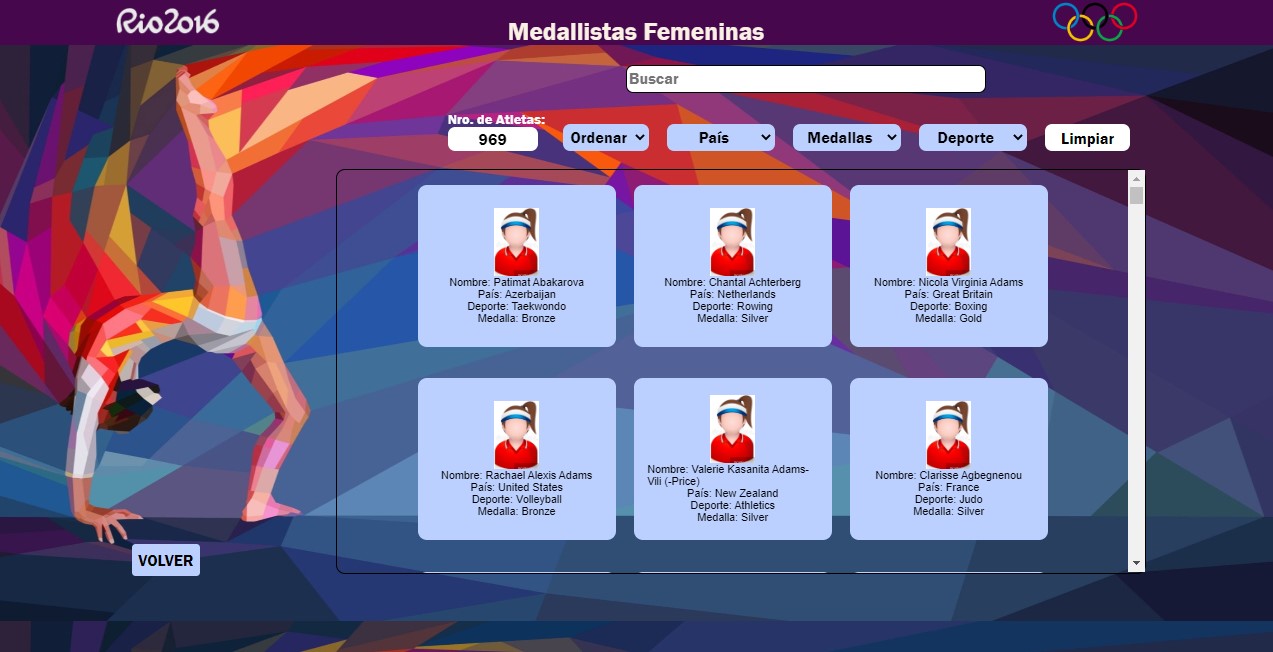 Rio2016
Medallistas Femeninas
Buscar
Nro. de Atletas:
969
Ordenar
País
Medallas
Deporte
Limpiar
Nombre: Patimat Abakarova
País: Azerbaijan
Deporte: Taekwondo
Medalla: Bronze
Nombre: Chantal Achterberg
País: Netherlands
Deporte: Rowing
Medalla: Silver
Nombre: Nicola Virginia Adams
País: Great Britain
Deporte: Boxing
Medalla: Gold
Nombre: Rachael Alexis Adams
País: United States
Deporte: Volleyball
Medalla: Bronze
Nombre: Valerie Kasanita Adams-
Vili (-Price)
País: New Zealand
Deporte: Athletics
Medalla: Silver
Nombre: Clarisse Agbegnenou
País: France
Deporte: Judo
Medalla: Silver
VOLVER